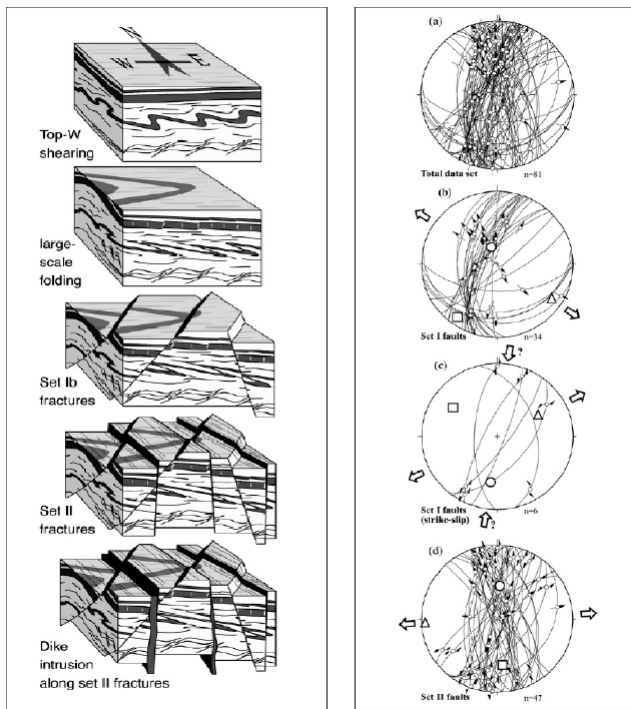 N
W E
Top-W
shearing
large-
scale
folding
Set Ib
fractures
Set II
fractures
Dike
intrusion
along set II fractures
(a)
Total data set n=81
(b)
Set I faults n=34
(c)
?
?
Set I faults
(strike-slip) n=6
(d)
Set II faults n=47